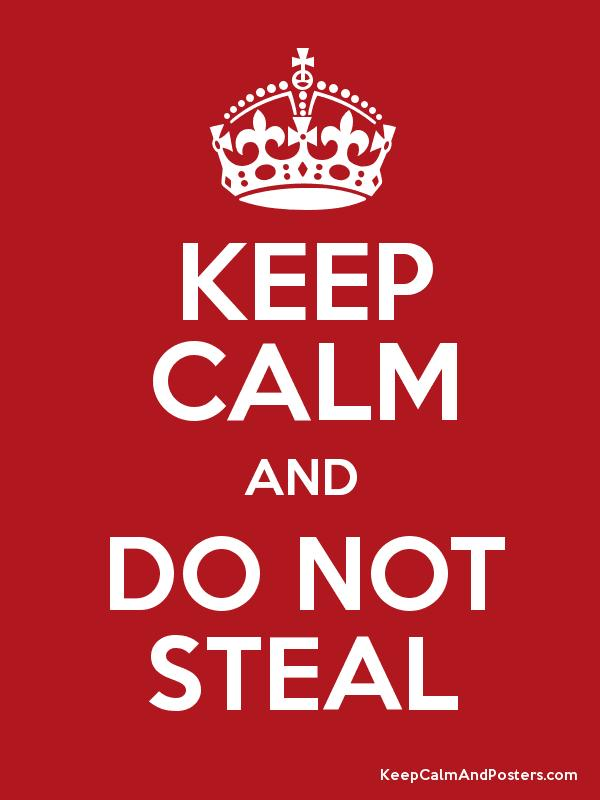 KEEP
CALM
AND
DO NOT
STEAL
KeepCalmAndPosters.com